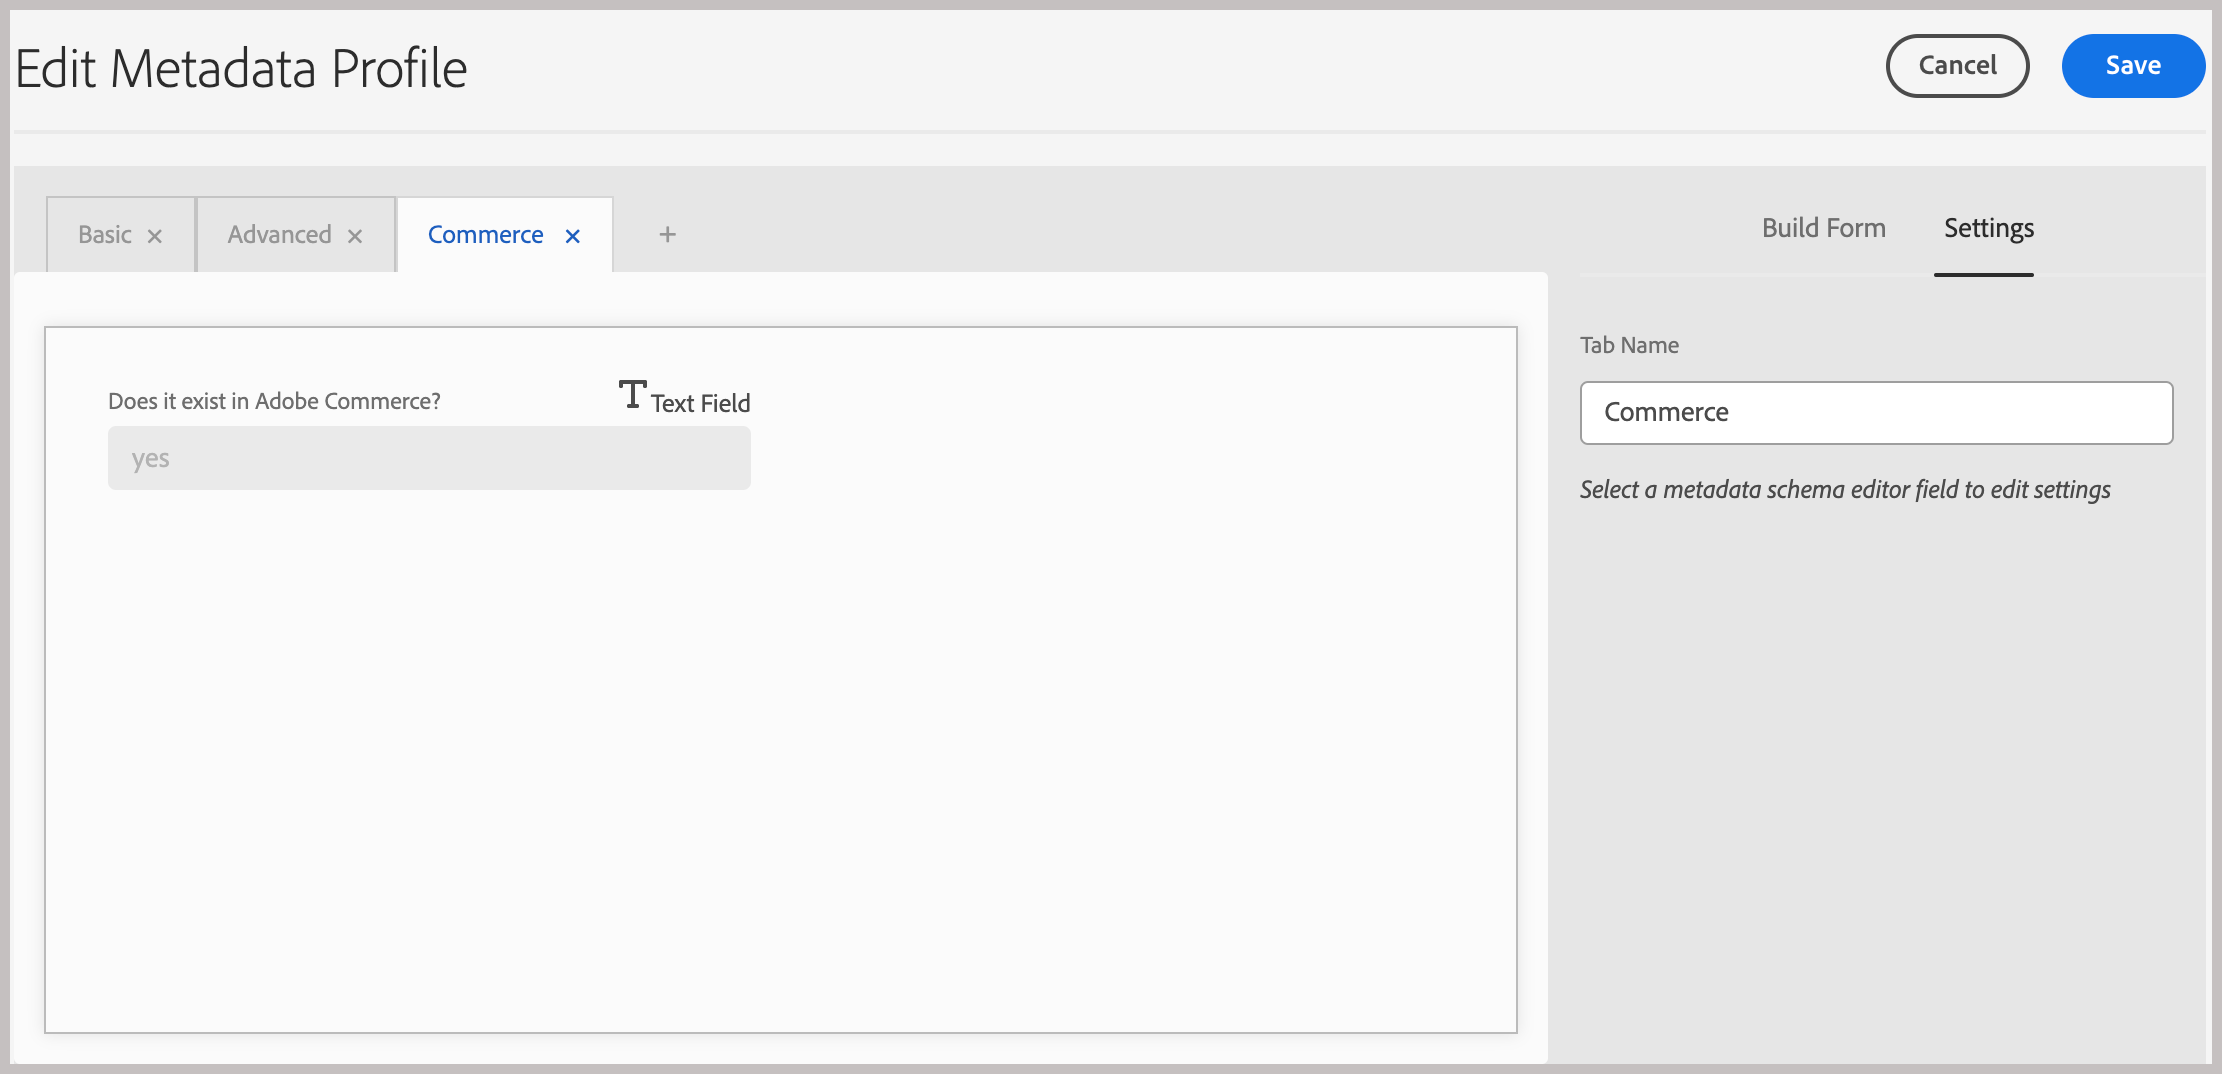 Edit Metadata Profile
Cancel
Save
Basic ×
Advanced ×
Commerce ×
+
Build Form
Settings
Does it exist in Adobe Commerce?
Text Field
yes
Tab Name
Commerce
Select a metadata schema editor field to edit settings